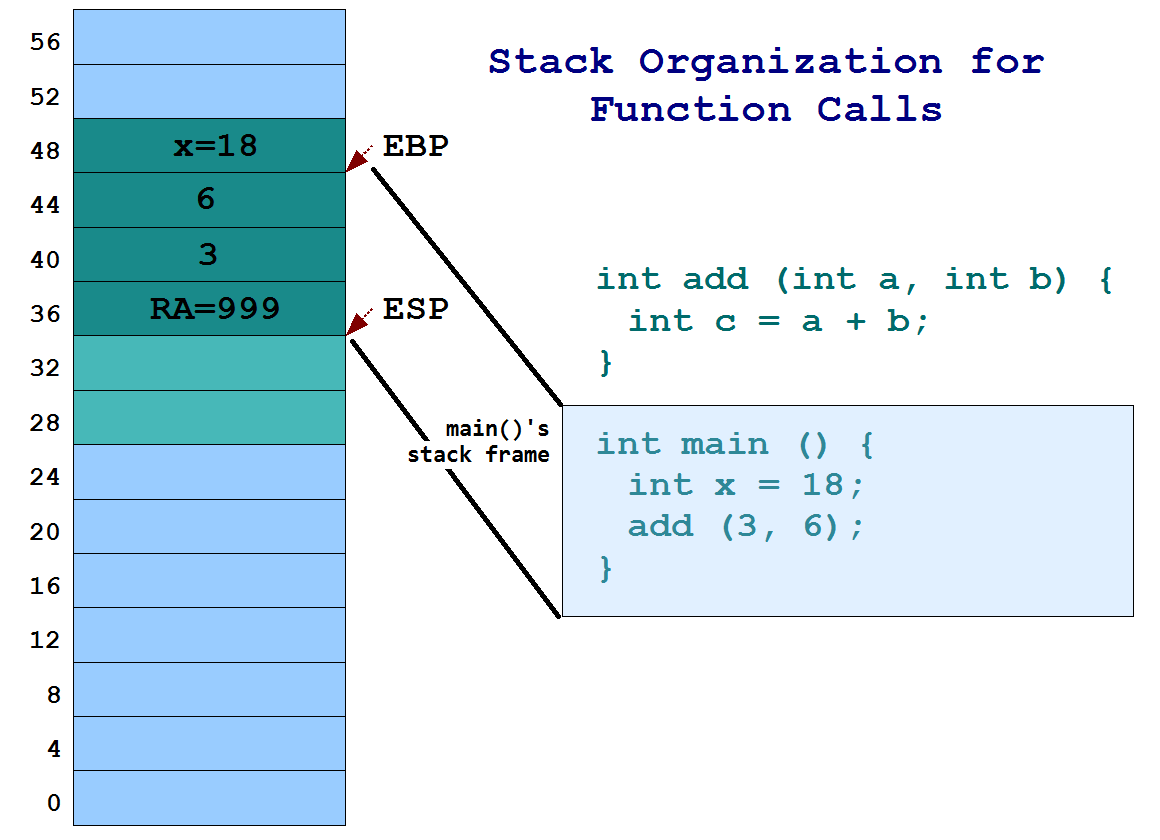 Stack Organization for
Function Calls
56
52
48 x=18 EBP
44 6
40 3
36 RA=999 ESP
32
28
24
20
16
12
8
4
0
int add (int a, int b) {
int c = a + b;
}
main()'s
stack frame
int main () {
int x = 18;
add (3, 6);
}